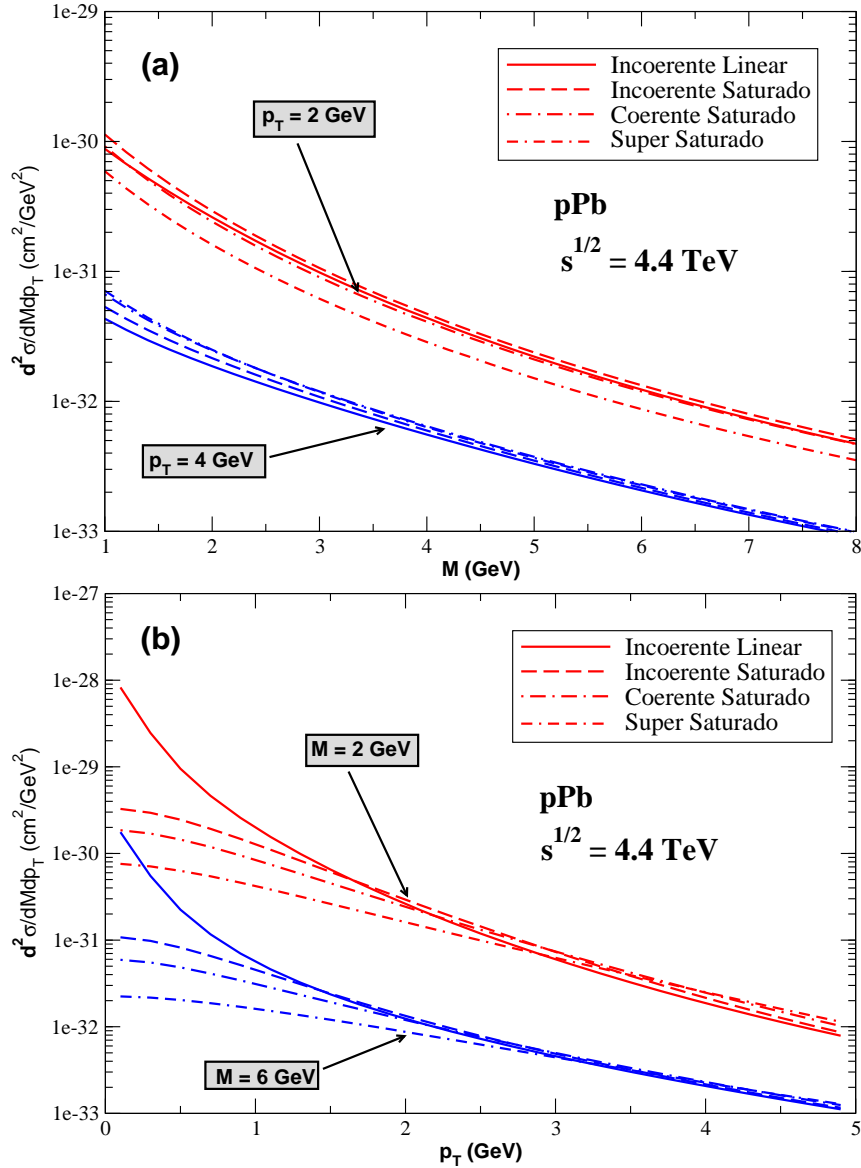 1e-29
(a)
Incoerente Linear
Incoerente Saturado
Coerente Saturado
Super Saturado
p_T = 2 GeV
1e-30
pPb
s^{1/2} = 4.4 TeV
1e-31
d^2σ/dMdp_T (cm^2/GeV^2)
1e-32
p_T = 4 GeV
1e-33
1 2 3 4 5 6 7 8
M (GeV)
1e-27
(b)
Incoerente Linear
Incoerente Saturado
Coerente Saturado
Super Saturado
1e-28
M = 2 GeV
1e-29
pPb
s^{1/2} = 4.4 TeV
1e-30
d^2σ/dMdp_T (cm^2/GeV^2)
1e-31
1e-32
M = 6 GeV
1e-33
0 1 2 3 4 5
p_T (GeV)